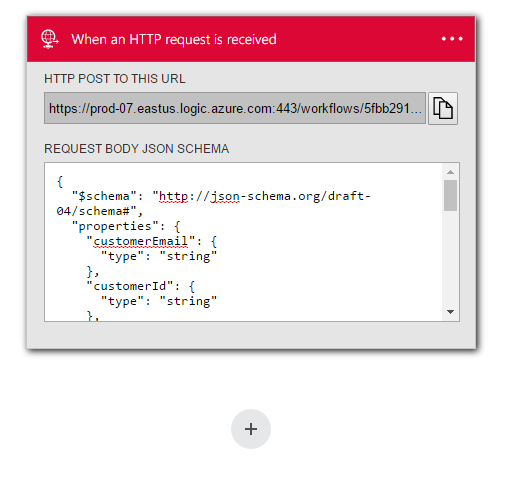 When an HTTP request is received
HTTP POST TO THIS URL
https://prod-07.eastus.logic.azure.com:443/workflows/5fbb291...
REQUEST BODY JSON SCHEMA
{
"$schema": "http://json-schema.org/draft-
04/schema#",
"properties": {
"customerEmail": {
"type": "string"
},
"customerId": {
"type": "string"
},